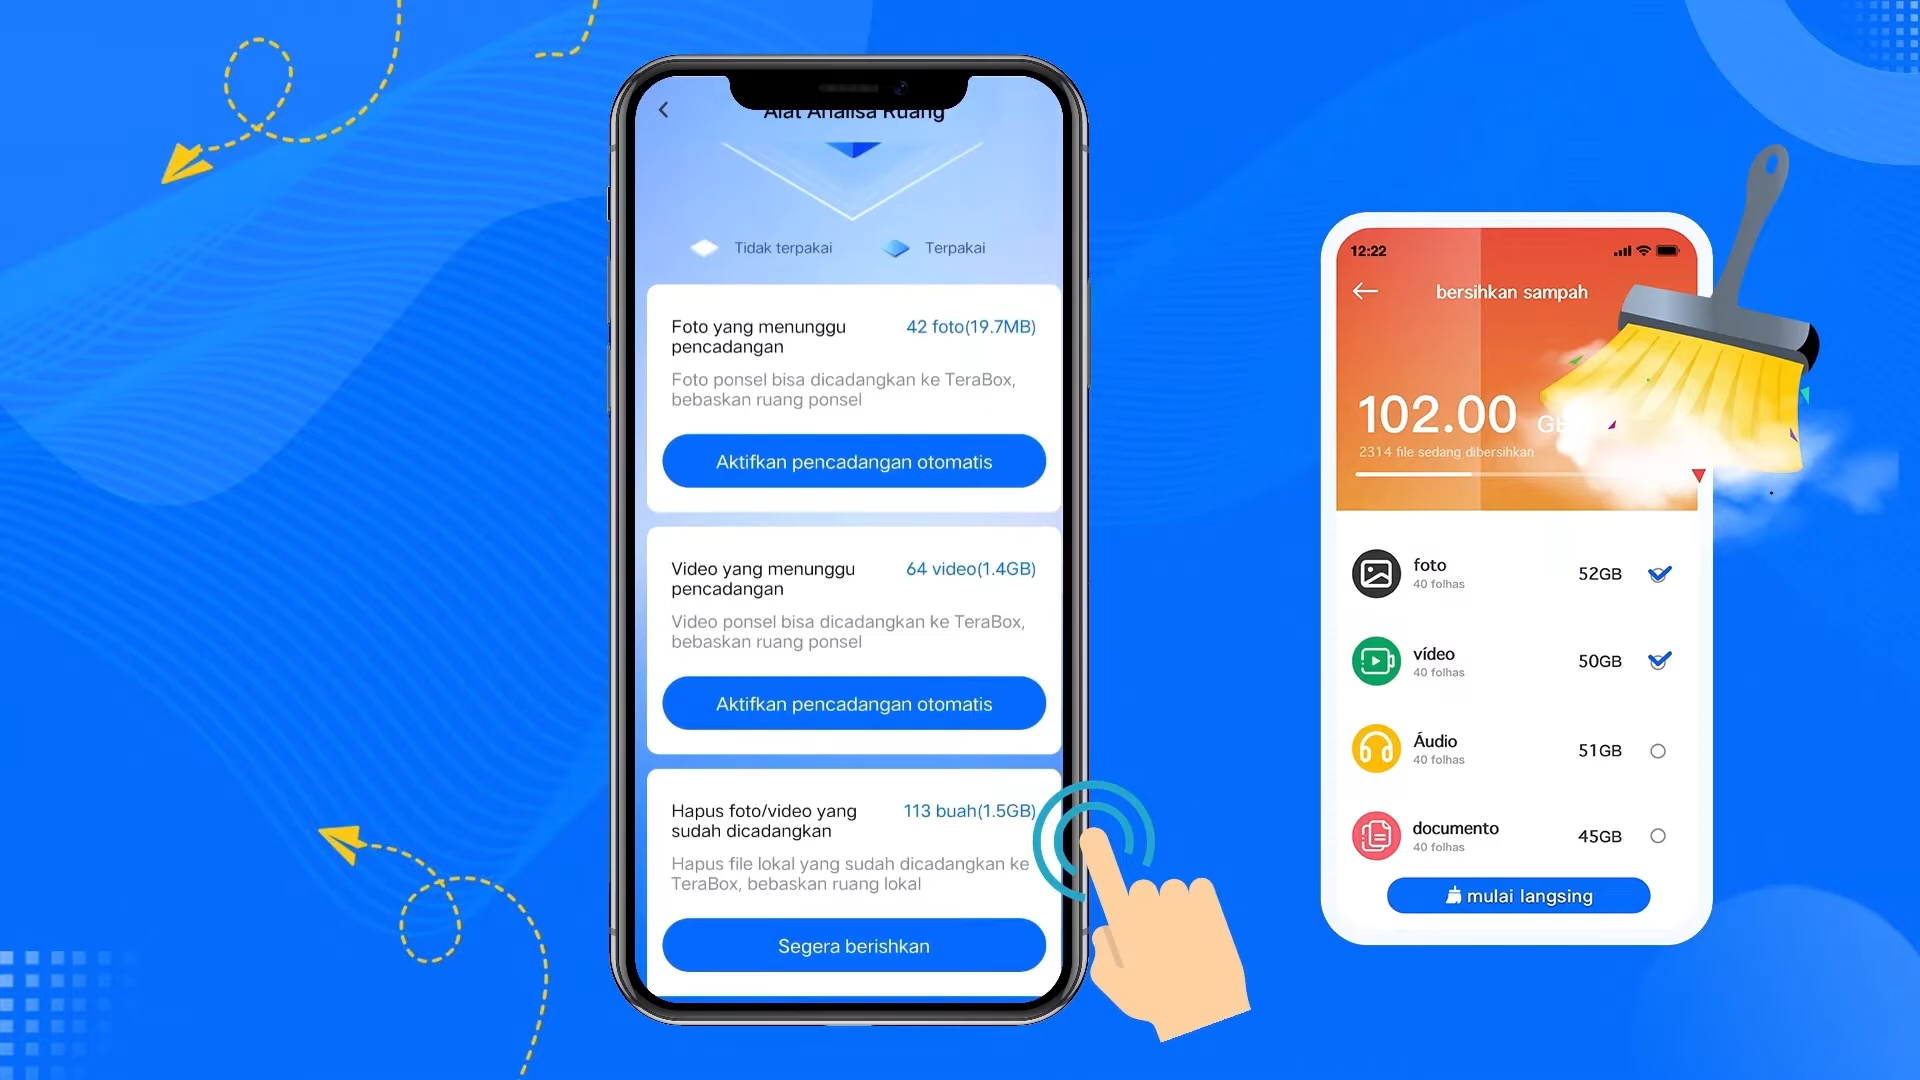 Alat Analisa Ruang
Tidak terpakai
Terpakai
Foto yang menunggu
pencadangan
42 foto(19.7MB)
Foto ponsel bisa dicadangkan ke TeraBox,
bebaskan ruang ponsel
Aktifkan pencadangan otomatis
Video yang menunggu
pencadangan
64 video(1.4GB)
Video ponsel bisa dicadangkan ke TeraBox,
bebaskan ruang ponsel
Aktifkan pencadangan otomatis
Hapus foto/video yang
sudah dicadangkan
113 buah(1.5GB)
Hapus file lokal yang sudah dicadangkan ke
TeraBox, bebaskan ruang lokal
Segera berishkan
12:22
bersihkan sampah
102.00 GB
2314 file sedang dibersihkan
foto
40 folhas
52GB
vídeo
40 folhas
50GB
Áudio
40 folhas
51GB
documento
40 folhas
45GB
mulai langsing